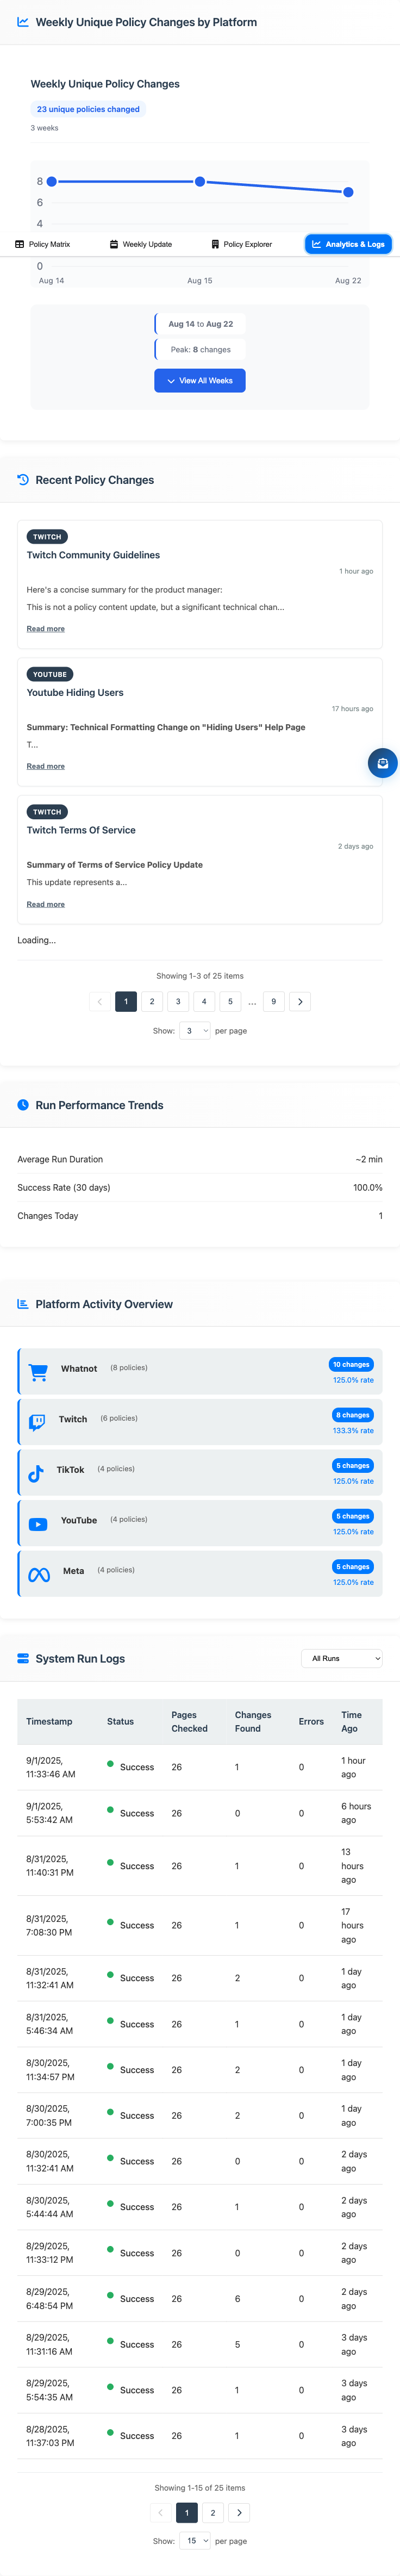 Weekly Unique Policy Changes by Platform
Weekly Unique Policy Changes
23 unique policies changed
3 weeks
8
6
4
Policy Matrix
Weekly Update
Policy Explorer
Analytics & Logs
0
Aug 14
Aug 15
Aug 22
Aug 14 to Aug 22
Peak: 8 changes
View All Weeks
Recent Policy Changes
TWITCH
Twitch Community Guidelines
1 hour ago
Here's a concise summary for the product manager:
This is not a policy content update, but a significant technical chan...
Read more
YOUTUBE
Youtube Hiding Users
17 hours ago
Summary: Technical Formatting Change on "Hiding Users" Help Page
T...
Read more
TWITCH
Twitch Terms Of Service
2 days ago
Summary of Terms of Service Policy Update
This update represents a...
Read more
Loading...
Showing 1-3 of 25 items
1 2 3 4 5 ... 9
Show: 3 per page
Run Performance Trends
Average Run Duration ~2 min
Success Rate (30 days) 100.0%
Changes Today 1
Platform Activity Overview
Whatnot (8 policies) 10 changes
125.0% rate
Twitch (6 policies) 8 changes
133.3% rate
TikTok (4 policies) 5 changes
125.0% rate
YouTube (4 policies) 5 changes
125.0% rate
Meta (4 policies) 5 changes
125.0% rate
System Run Logs All Runs
Timestamp Status Pages Checked Changes Found Errors Time Ago
9/1/2025, 11:33:46 AM Success 26 1 0 1 hour ago
9/1/2025, 5:53:42 AM Success 26 0 0 6 hours ago
8/31/2025, 11:40:31 PM Success 26 1 0 13 hours ago
8/31/2025, 7:08:30 PM Success 26 1 0 17 hours ago
8/31/2025, 11:32:41 AM Success 26 2 0 1 day ago
8/31/2025, 5:46:34 AM Success 26 1 0 1 day ago
8/30/2025, 11:34:57 PM Success 26 2 0 1 day ago
8/30/2025, 7:00:35 PM Success 26 2 0 1 day ago
8/30/2025, 11:32:41 AM Success 26 0 0 2 days ago
8/30/2025, 5:44:44 AM Success 26 1 0 2 days ago
8/29/2025, 11:33:12 PM Success 26 0 0 2 days ago
8/29/2025, 6:48:54 PM Success 26 6 0 2 days ago
8/29/2025, 11:31:16 AM Success 26 5 0 3 days ago
8/29/2025, 5:54:35 AM Success 26 1 0 3 days ago
8/28/2025, 11:37:03 PM Success 26 1 0 3 days ago
Showing 1-15 of 25 items
1 2
Show: 15 per page